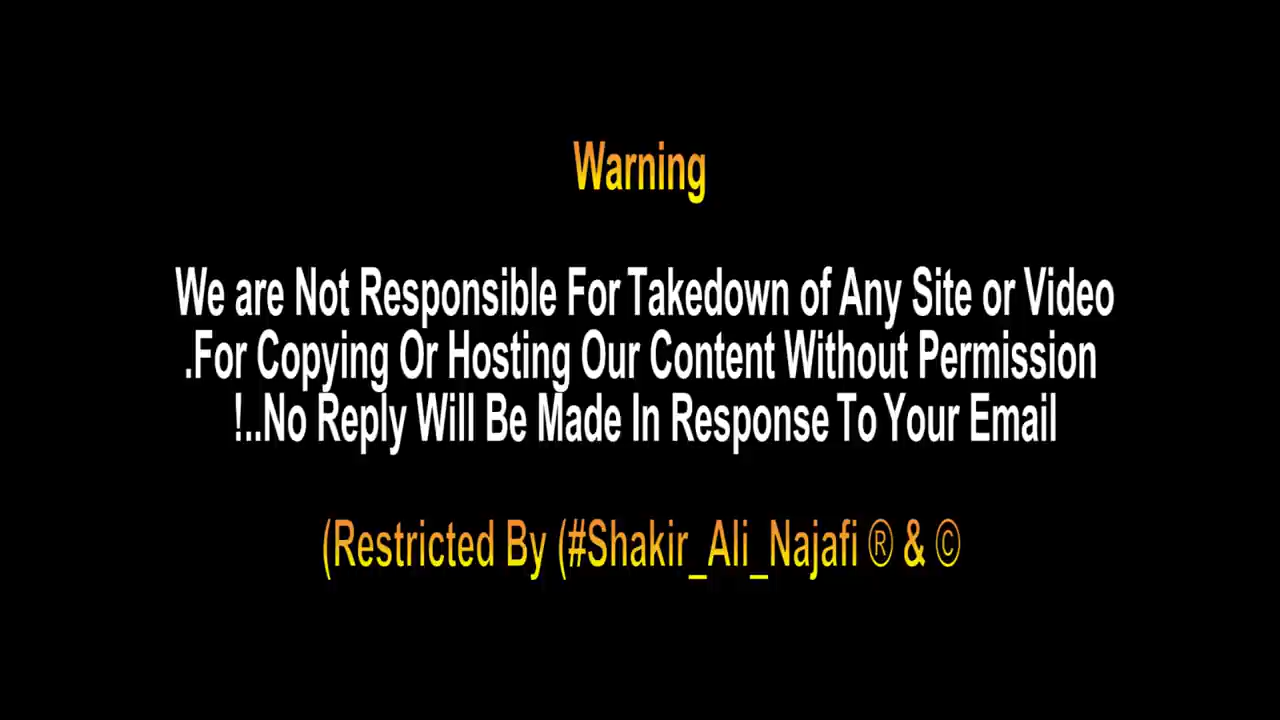 Warning
We are Not Responsible For Takedown of Any Site or Video
.For Copying Or Hosting Our Content Without Permission
!..No Reply Will Be Made In Response To Your Email
(Restricted By (#Shakir_Ali_Najafi ® & ©